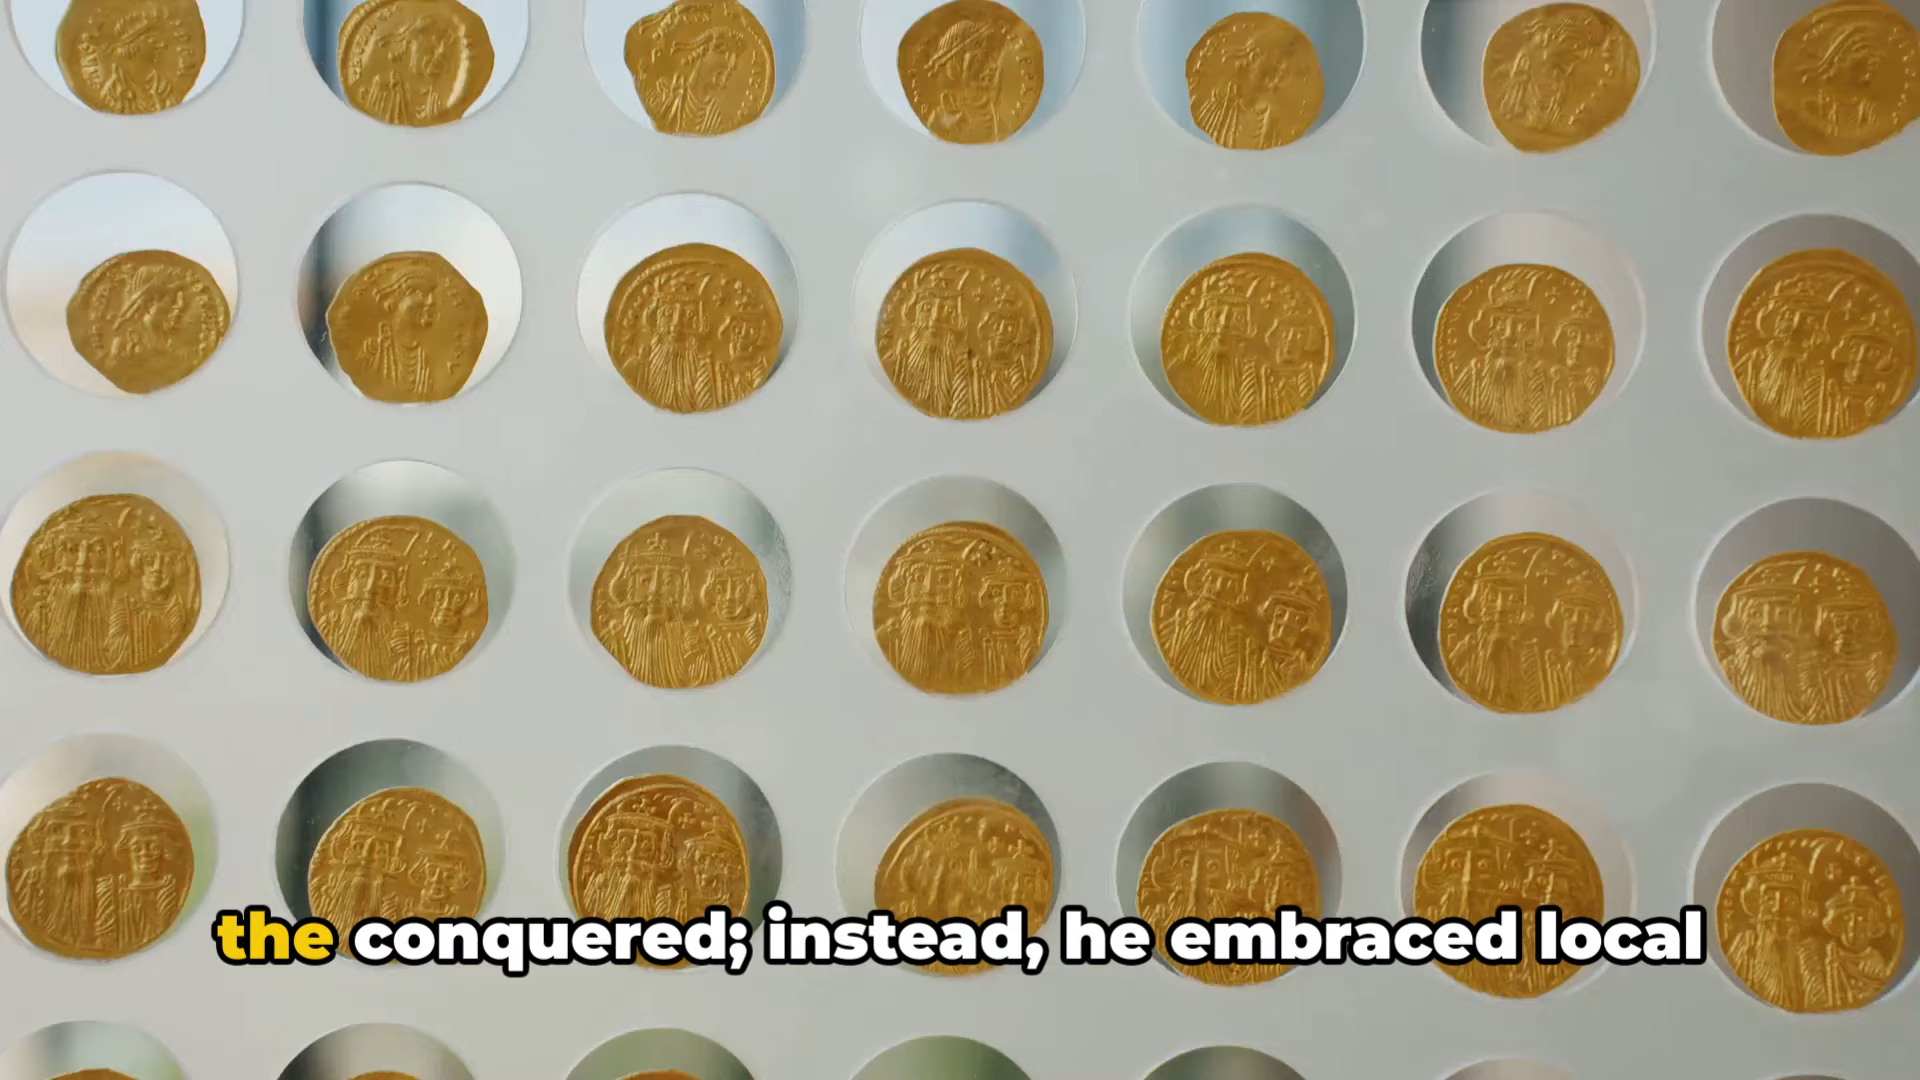 the conquered; instead, he embraced local